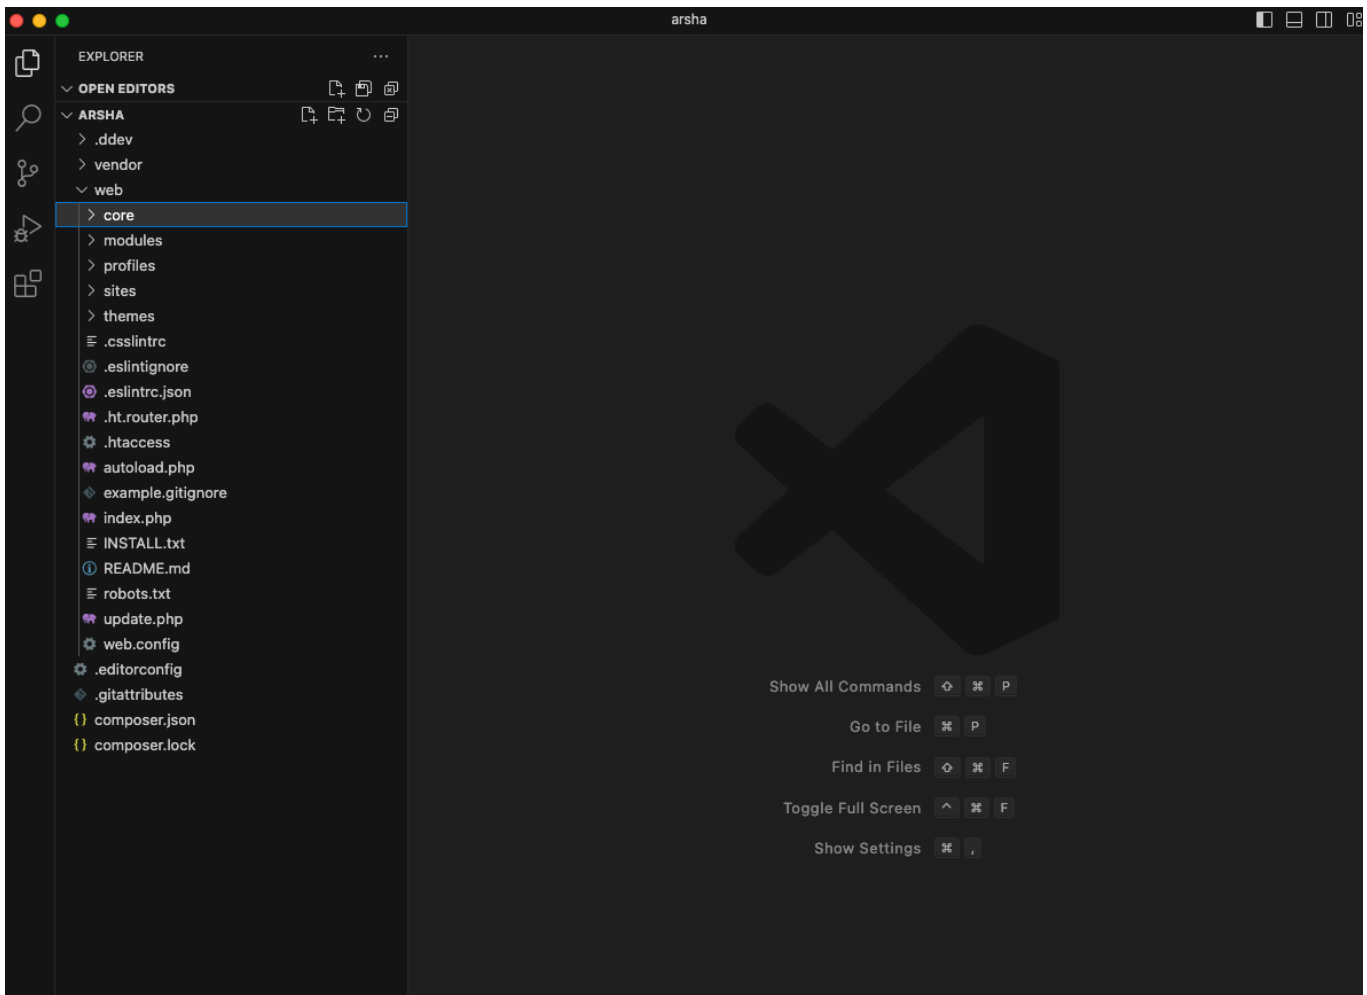 arsha
EXPLORER
OPEN EDITORS
ARSHA
.ddev
vendor
web
core
modules
profiles
sites
themes
.csslintrc
.eslintignore
.eslintrc.json
.ht.router.php
.htaccess
autoload.php
example.gitignore
index.php
INSTALL.txt
README.md
robots.txt
update.php
web.config
.editorconfig
.gitattributes
{} composer.json
{} composer.lock
Show All Commands ⇧ ⌘ P
Go to File ⌘ P
Find in Files ⇧ ⌘ F
Toggle Full Screen ^ ⌘ F
Show Settings ⌘ ,